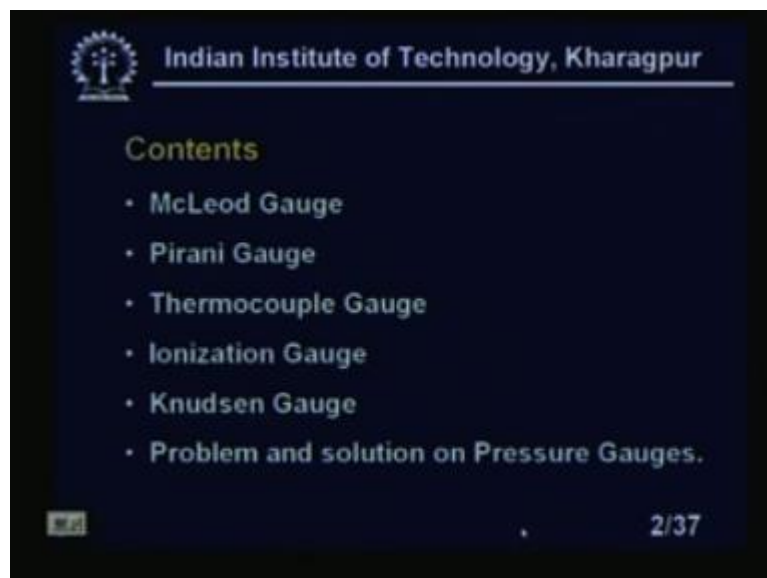 Indian Institute of Technology, Kharagpur
Contents
• McLeod Gauge
• Pirani Gauge
• Thermocouple Gauge
• Ionization Gauge
• Knudsen Gauge
• Problem and solution on Pressure Gauges.
2/37